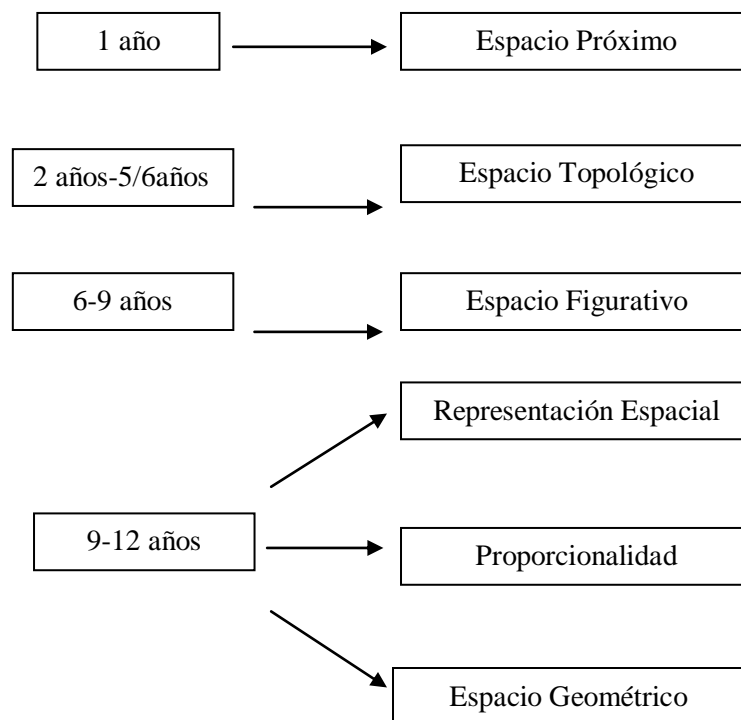 1 año
Espacio Próximo
2 años-5/6años
Espacio Topológico
6-9 años
Espacio Figurativo
Representación Espacial
9-12 años
Proporcionalidad
Espacio Geométrico